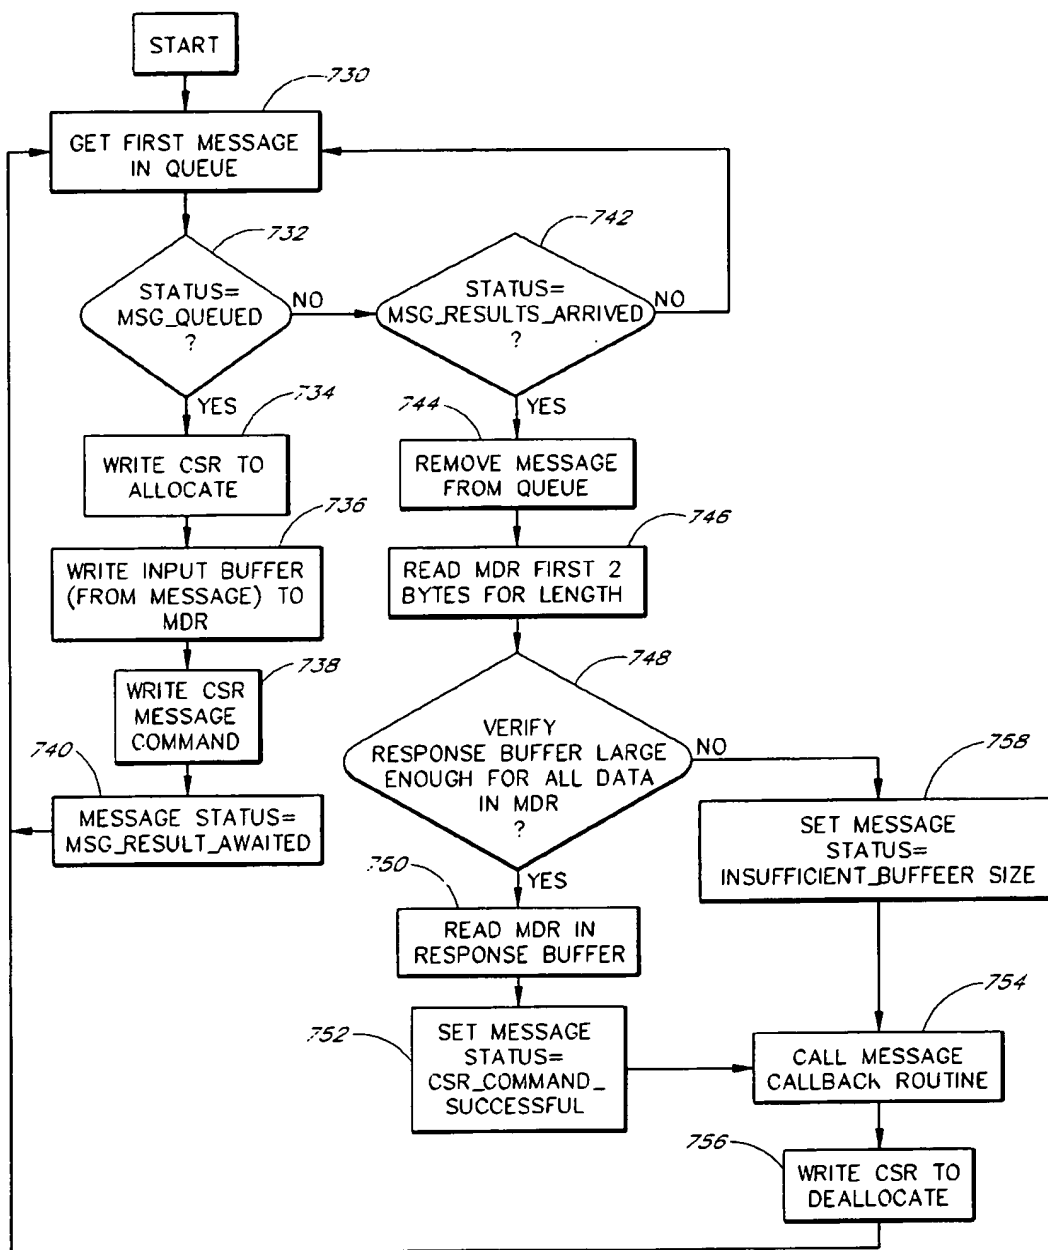 START
730
GET FIRST MESSAGE
IN QUEUE
732
STATUS=
MSG_QUEUED
?
NO
YES
742
STATUS=
MSG_RESULTS_ARRIVED
?
NO
YES
734
WRITE CSR TO
ALLOCATE
744
REMOVE MESSAGE
FROM QUEUE
736
WRITE INPUT BUFFER
(FROM MESSAGE) TO
MDR
746
READ MDR FIRST 2
BYTES FOR LENGTH
738
WRITE CSR
MESSAGE
COMMAND
748
VERIFY
RESPONSE BUFFER LARGE
ENOUGH FOR ALL DATA
IN MDR
?
NO
YES
740
MESSAGE STATUS=
MSG_RESULT_AWAITED
758
SET MESSAGE
STATUS=
INSUFFICIENT_BUFFEER SIZE
750
READ MDR IN
RESPONSE BUFFER
752
SET MESSAGE
STATUS=
CSR_COMMAND_
SUCCESSFUL
754
CALL MESSAGE
CALLBACK ROUTINE
756
WRITE CSR TO
DEALLOCATE